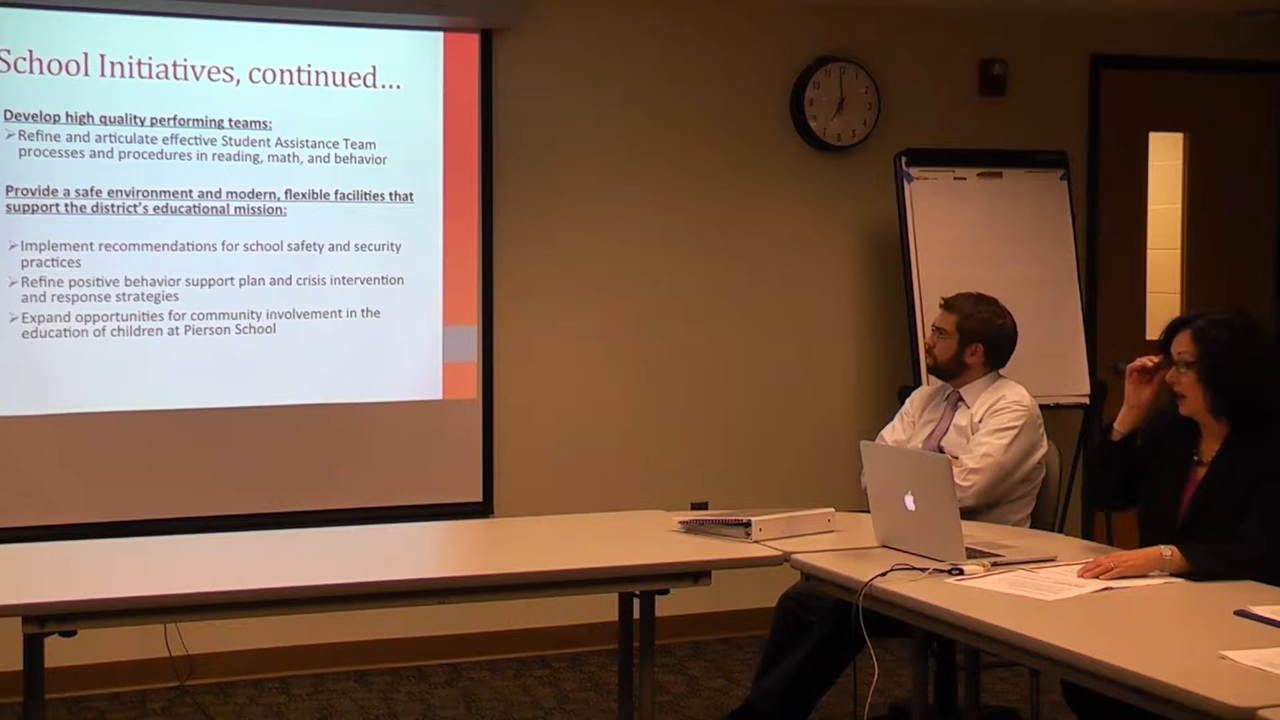 School Initiatives, continued...
Develop high quality performing teams:
➢Refine and articulate effective Student Assistance Team
processes and procedures in reading, math, and behavior
Provide a safe environment and modern, flexible facilities that
support the district's educational mission:
➢Implement recommendations for school safety and security
practices
➢Refine positive behavior support plan and crisis intervention
and response strategies
➢Expand opportunities for community involvement in the
education of children at Pierson School